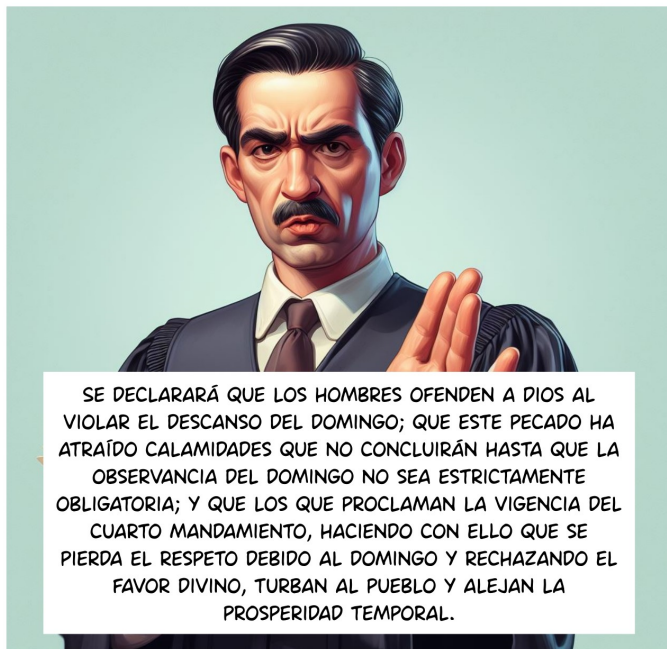 SE DECLARARÁ QUE LOS HOMBRES OFENDEN A DIOS AL
VIOLAR EL DESCANSO DEL DOMINGO; QUE ESTE PECADO HA
ATRAÍDO CALAMIDADES QUE NO CONCLUIRÁN HASTA QUE LA
OBSERVANCIA DEL DOMINGO NO SEA ESTRICTAMENTE
OBLIGATORIA; Y QUE LOS QUE PROCLAMAN LA VIGENCIA DEL
CUARTO MANDAMIENTO, HACIENDO CON ELLO QUE SE
PIERDA EL RESPETO DEBIDO AL DOMINGO Y RECHAZANDO EL
FAVOR DIVINO, TURBAN AL PUEBLO Y ALEJAN LA
PROSPERIDAD TEMPORAL.